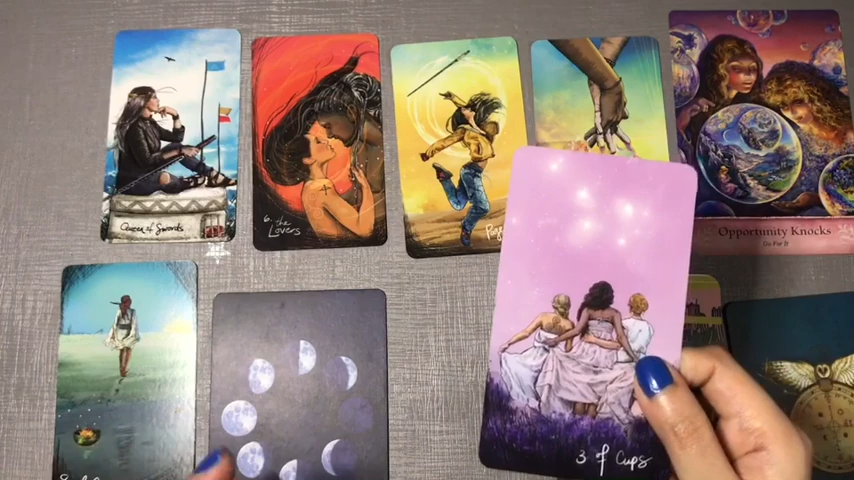 Queen of Swords
6. the
Lovers
Opportunity Knocks
Go For It
3 of Cups